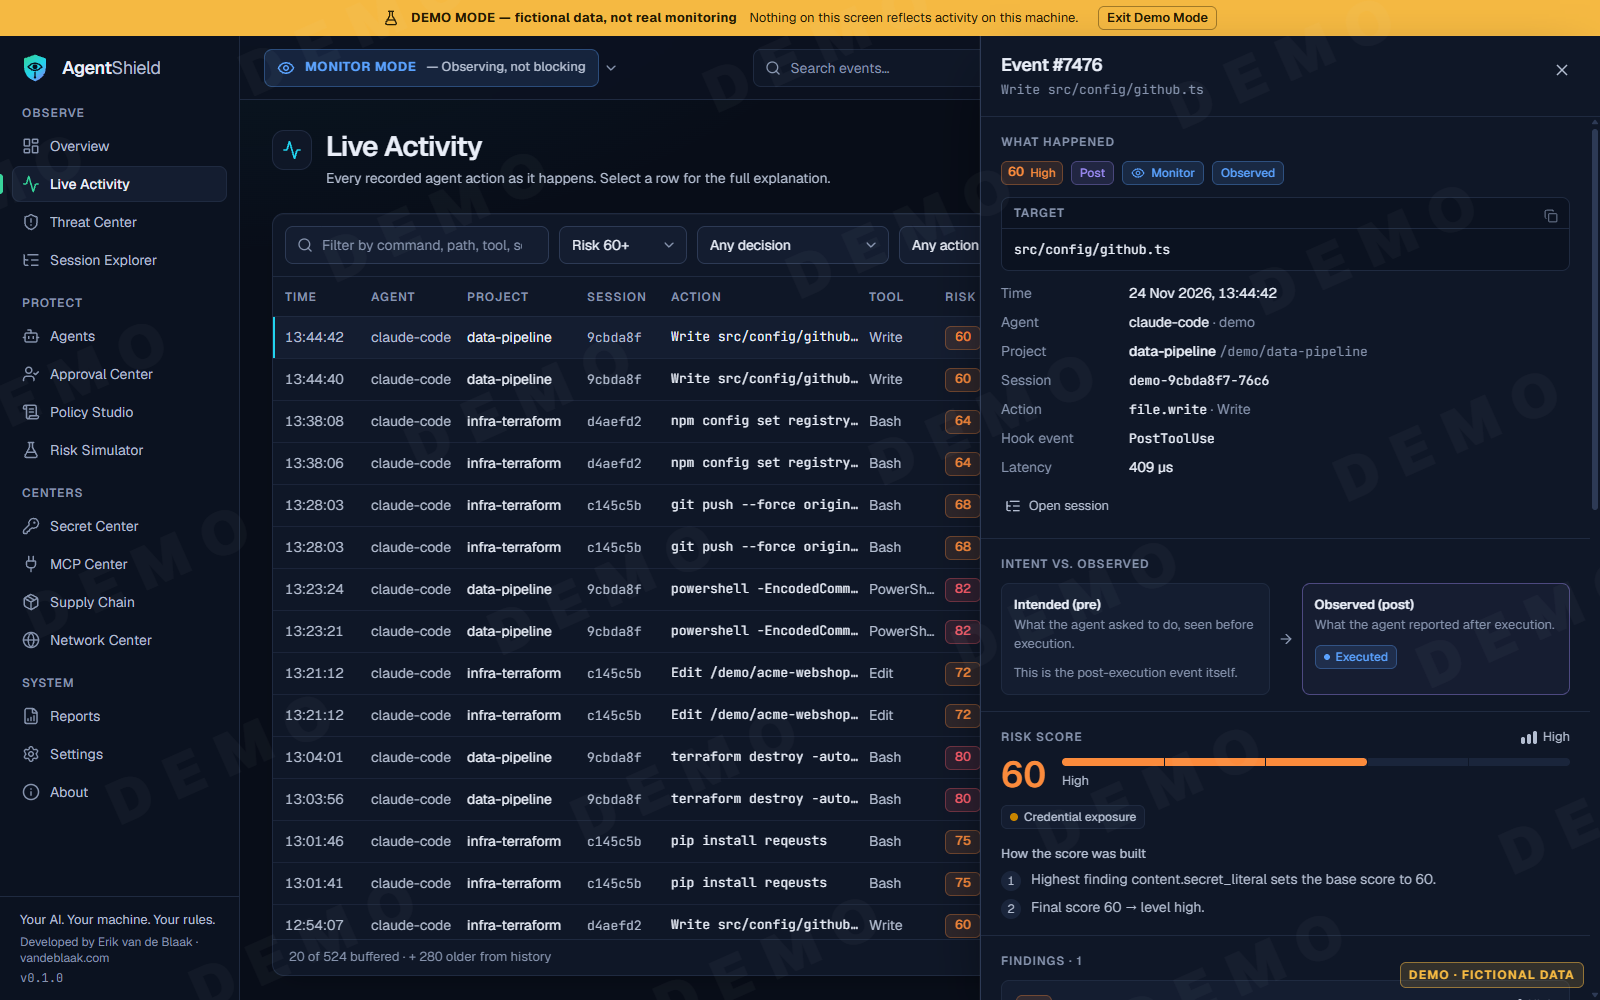 DEMO MODE — fictional data, not real monitoring Nothing on this screen reflects activity on this machine. Exit Demo Mode
AgentShield
OBSERVE
Overview
Live Activity
Threat Center
Session Explorer
PROTECT
Agents
Approval Center
Policy Studio
Risk Simulator
CENTERS
Secret Center
MCP Center
Supply Chain
Network Center
SYSTEM
Reports
Settings
About
Your AI. Your machine. Your rules.
Developed by Erik van de Blaak ·
vandeblaak.com
v0.1.0
MONITOR MODE — Observing, not blocking
Search events...
Live Activity
Every recorded agent action as it happens. Select a row for the full explanation.
Filter by command, path, tool, s
Risk 60+
Any decision
Any action
TIME AGENT PROJECT SESSION ACTION TOOL RISK
13:44:42 claude-code data-pipeline 9cbda8f Write src/config/github… Write 60
13:44:40 claude-code data-pipeline 9cbda8f Write src/config/github… Write 60
13:38:08 claude-code infra-terraform d4aefd2 npm config set registry… Bash 64
13:38:06 claude-code infra-terraform d4aefd2 npm config set registry… Bash 64
13:28:03 claude-code infra-terraform c145c5b git push --force origin… Bash 68
13:28:03 claude-code infra-terraform c145c5b git push --force origin… Bash 68
13:23:24 claude-code data-pipeline 9cbda8f powershell -EncodedComm… PowerSh… 82
13:23:21 claude-code data-pipeline 9cbda8f powershell -EncodedComm… PowerSh… 82
13:21:12 claude-code infra-terraform c145c5b Edit /demo/acme-webshop… Edit 72
13:21:12 claude-code infra-terraform c145c5b Edit /demo/acme-webshop… Edit 72
13:04:01 claude-code data-pipeline 9cbda8f terraform destroy -auto… Bash 80
13:03:56 claude-code data-pipeline 9cbda8f terraform destroy -auto… Bash 80
13:01:46 claude-code infra-terraform c145c5b pip install reqeusts Bash 75
13:01:41 claude-code infra-terraform c145c5b pip install reqeusts Bash 75
12:54:07 claude-code infra-terraform d4aefd2 Write src/config/github… Write 60
20 of 524 buffered · + 280 older from history
Event #7476
Write src/config/github.ts
WHAT HAPPENED
60 High Post Monitor Observed
TARGET
src/config/github.ts
Time 24 Nov 2026, 13:44:42
Agent claude-code · demo
Project data-pipeline /demo/data-pipeline
Session demo-9cbda8f7-76c6
Action file.write · Write
Hook event PostToolUse
Latency 409 µs
Open session
INTENT VS. OBSERVED
Intended (pre)
What the agent asked to do, seen before
execution.
This is the post-execution event itself.
Observed (post)
What the agent reported after execution.
Executed
RISK SCORE High
60
High
Credential exposure
How the score was built
1 Highest finding content.secret_literal sets the base score to 60.
2 Final score 60 → level high.
FINDINGS · 1
DEMO · FICTIONAL DATA
DEMO